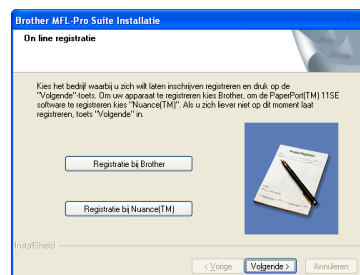 Brother MFL-Pro Suite Installatie
On line registratie
Kies het bedrijf waarbij u zich wilt laten inschrijven registreren en druk op de
"Volgende"-toets. Om uw apparaat te registreren kies Brother, om de PaperPort(TM) 11SE
software te registreren kies "Nuance(TM)". Als u zich liever niet op dit moment laat
registreren, toets "Volgende" in.
Registratie bij Brother
Registratie bij Nuance(TM)
InstallShield
< Vorige
Volgende >
Annuleren